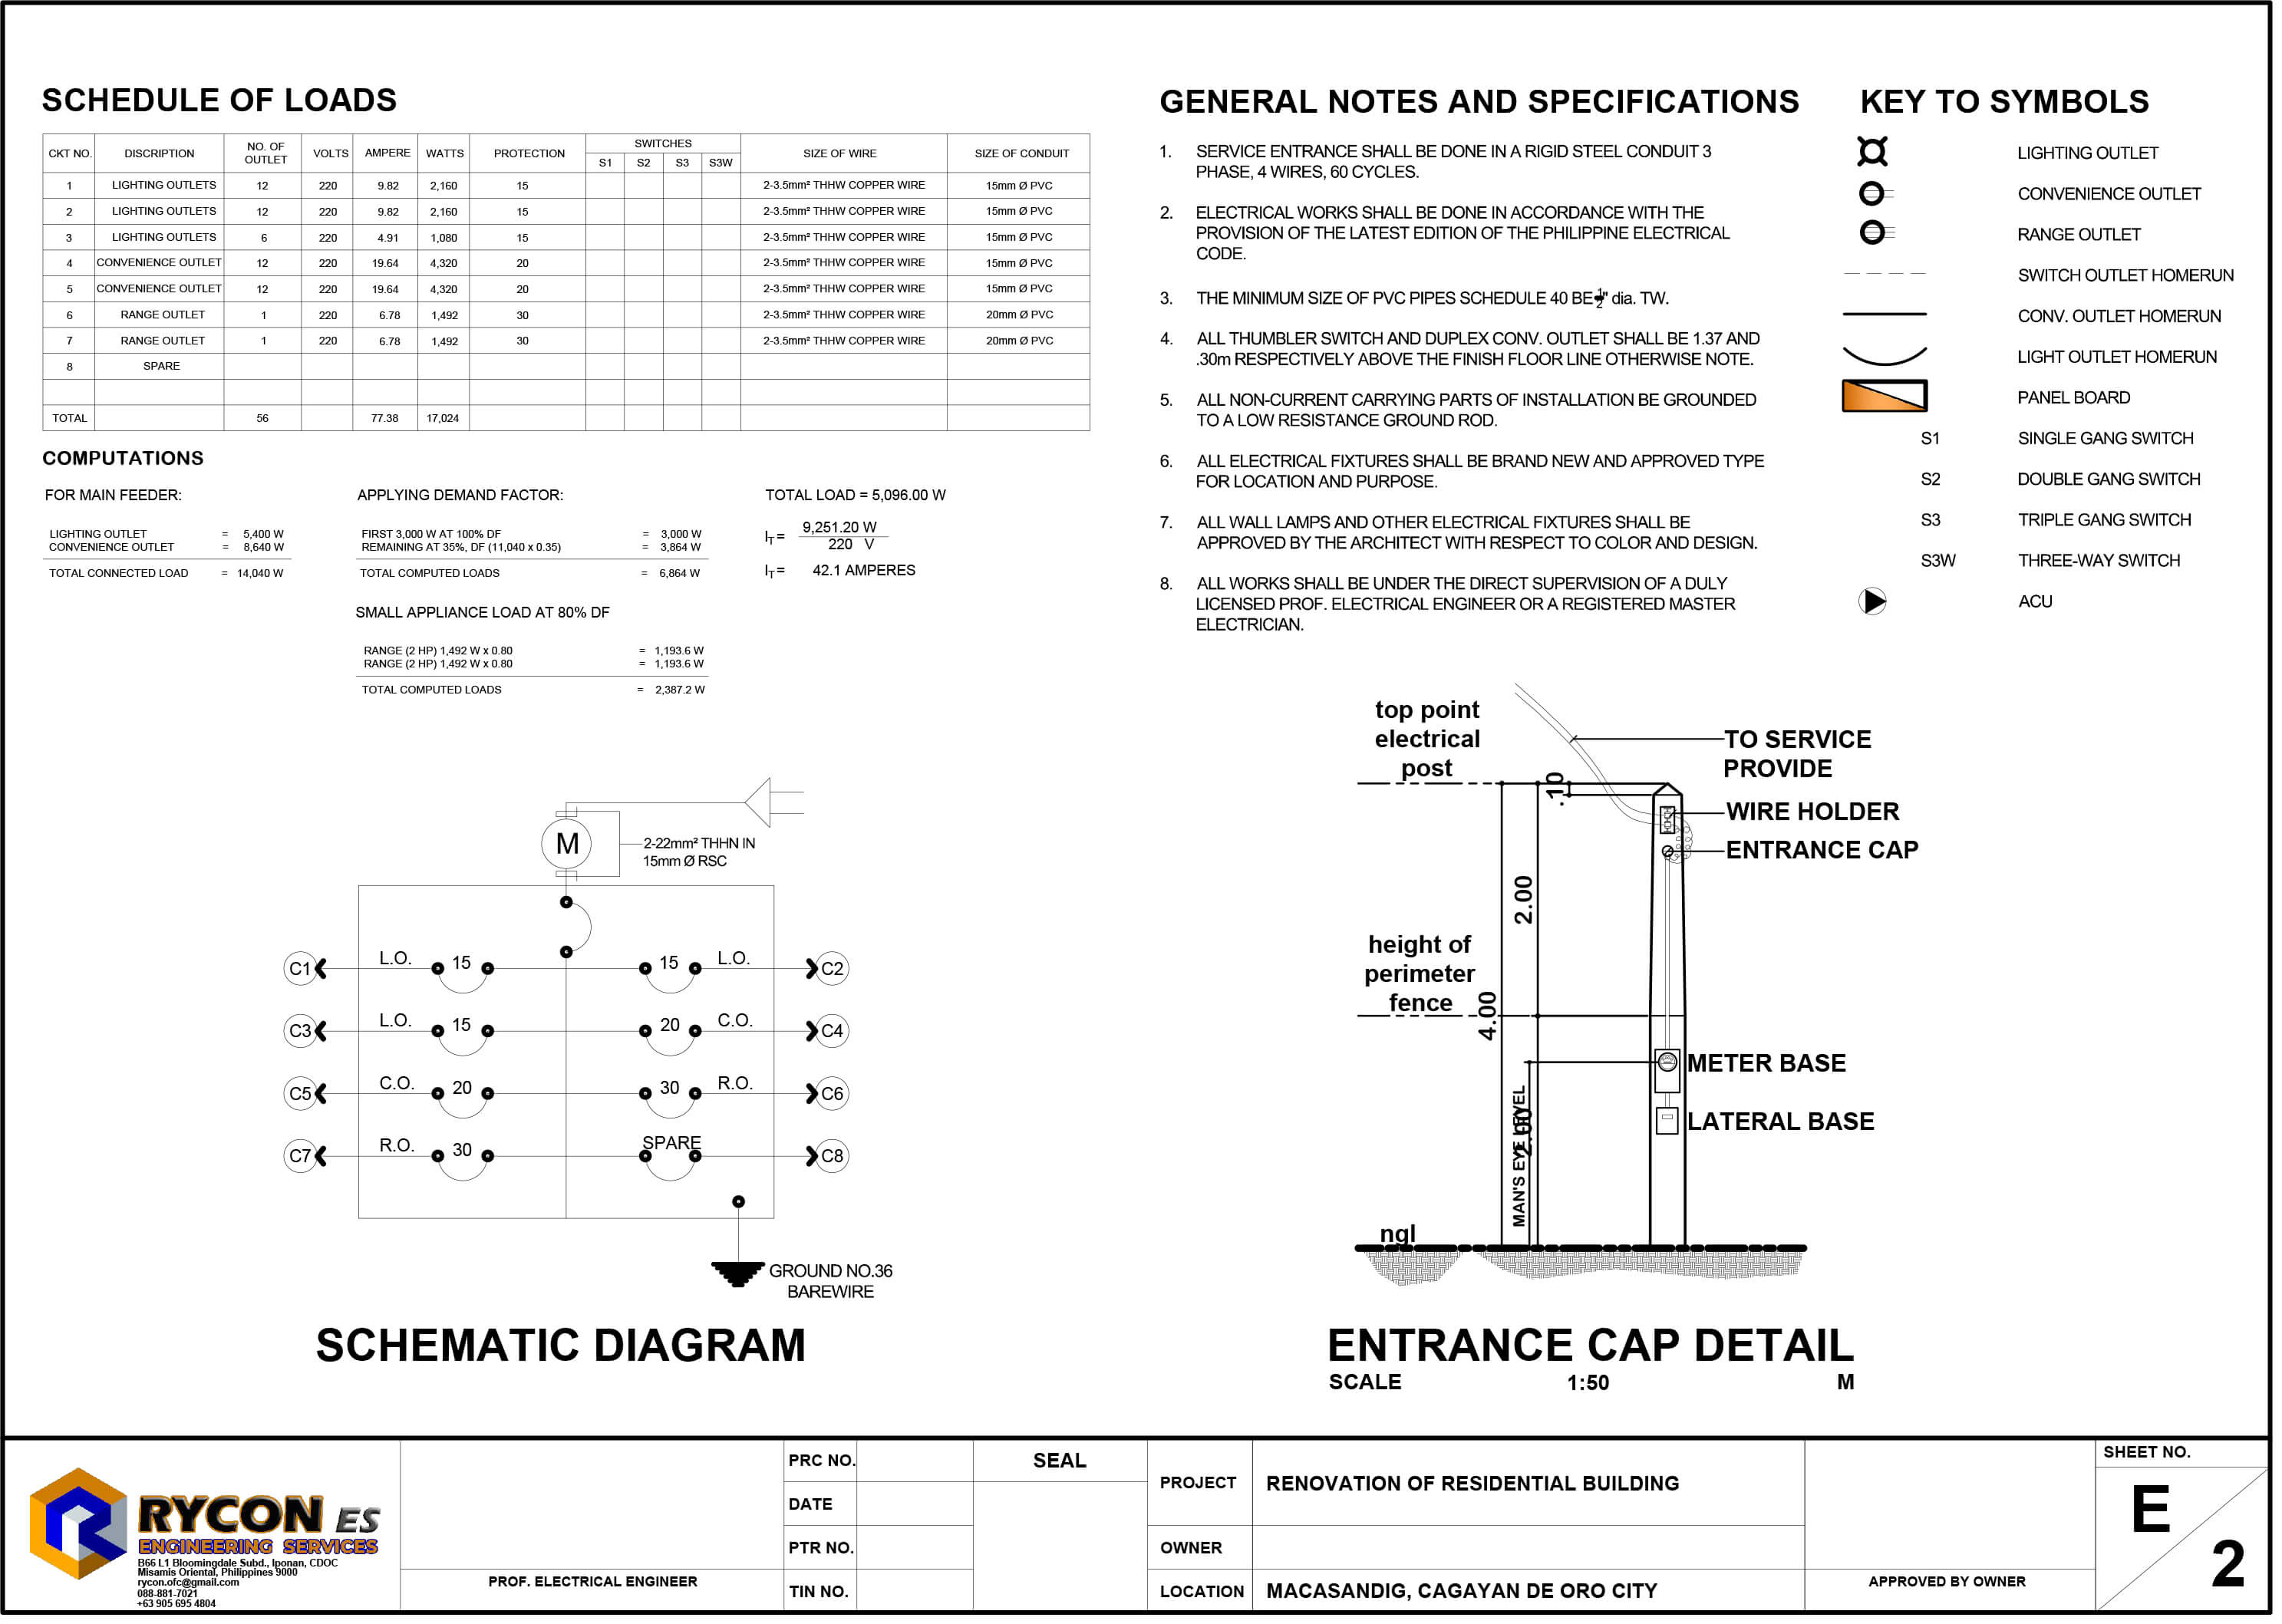 SCHEDULE OF LOADS
CKT NO. DISCRIPTION NO. OF OUTLET VOLTS AMPERE WATTS PROTECTION SWITCHES S1 S2 S3 S3W SIZE OF WIRE SIZE OF CONDUIT
1 LIGHTING OUTLETS 12 220 9.82 2,160 15 2-3.5mm² THHW COPPER WIRE 15mm Ø PVC
2 LIGHTING OUTLETS 12 220 9.82 2,160 15 2-3.5mm² THHW COPPER WIRE 15mm Ø PVC
3 LIGHTING OUTLETS 6 220 4.91 1,080 15 2-3.5mm² THHW COPPER WIRE 15mm Ø PVC
4 CONVENIENCE OUTLET 12 220 19.64 4,320 20 2-3.5mm² THHW COPPER WIRE 15mm Ø PVC
5 CONVENIENCE OUTLET 12 220 19.64 4,320 20 2-3.5mm² THHW COPPER WIRE 15mm Ø PVC
6 RANGE OUTLET 1 220 6.78 1,492 30 2-3.5mm² THHW COPPER WIRE 20mm Ø PVC
7 RANGE OUTLET 1 220 6.78 1,492 30 2-3.5mm² THHW COPPER WIRE 20mm Ø PVC
8 SPARE
TOTAL 56 77.38 17,024
COMPUTATIONS
FOR MAIN FEEDER:
LIGHTING OUTLET = 5,400 W
CONVENIENCE OUTLET = 8,640 W
TOTAL CONNECTED LOAD = 14,040 W
APPLYING DEMAND FACTOR:
FIRST 3,000 W AT 100% DF = 3,000 W
REMAINING AT 35%, DF (11,040 x 0.35) = 3,864 W
TOTAL COMPUTED LOADS = 6,864 W
SMALL APPLIANCE LOAD AT 80% DF
RANGE (2 HP) 1,492 W x 0.80 = 1,193.6 W
RANGE (2 HP) 1,492 W x 0.80 = 1,193.6 W
TOTAL COMPUTED LOADS = 2,387.2 W
TOTAL LOAD = 5,096.00 W
IT = 9,251.20 W
220 V
IT = 42.1 AMPERES
M
2-22mm² THHN IN
15mm Ø RSC
C1 L.O. 15 15 L.O. C2
C3 L.O. 15 20 C.O. C4
C5 C.O. 20 30 R.O. C6
C7 R.O. 30 SPARE C8
GROUND NO.36
BAREWIRE
SCHEMATIC DIAGRAM
GENERAL NOTES AND SPECIFICATIONS
1. SERVICE ENTRANCE SHALL BE DONE IN A RIGID STEEL CONDUIT 3
PHASE, 4 WIRES, 60 CYCLES.
2. ELECTRICAL WORKS SHALL BE DONE IN ACCORDANCE WITH THE
PROVISION OF THE LATEST EDITION OF THE PHILIPPINE ELECTRICAL
CODE.
3. THE MINIMUM SIZE OF PVC PIPES SCHEDULE 40 BE 1/2" dia. TW.
4. ALL THUMBLER SWITCH AND DUPLEX CONV. OUTLET SHALL BE 1.37 AND
.30m RESPECTIVELY ABOVE THE FINISH FLOOR LINE OTHERWISE NOTE.
5. ALL NON-CURRENT CARRYING PARTS OF INSTALLATION BE GROUNDED
TO A LOW RESISTANCE GROUND ROD.
6. ALL ELECTRICAL FIXTURES SHALL BE BRAND NEW AND APPROVED TYPE
FOR LOCATION AND PURPOSE.
7. ALL WALL LAMPS AND OTHER ELECTRICAL FIXTURES SHALL BE
APPROVED BY THE ARCHITECT WITH RESPECT TO COLOR AND DESIGN.
8. ALL WORKS SHALL BE UNDER THE DIRECT SUPERVISION OF A DULY
LICENSED PROF. ELECTRICAL ENGINEER OR A REGISTERED MASTER
ELECTRICIAN.
KEY TO SYMBOLS
LIGHTING OUTLET
CONVENIENCE OUTLET
RANGE OUTLET
SWITCH OUTLET HOMERUN
CONV. OUTLET HOMERUN
LIGHT OUTLET HOMERUN
PANEL BOARD
S1 SINGLE GANG SWITCH
S2 DOUBLE GANG SWITCH
S3 TRIPLE GANG SWITCH
S3W THREE-WAY SWITCH
ACU
top point
electrical
post
height of
perimeter
fence
ngl
.10
2.00
4.00
2.00
MAN'S EYE LEVEL
TO SERVICE
PROVIDE
WIRE HOLDER
ENTRANCE CAP
METER BASE
LATERAL BASE
ENTRANCE CAP DETAIL
SCALE 1:50 M
RYCON ES
ENGINEERING SERVICES
B66 L1 Bloomingdale Subd., Iponan, CDOC
Misamis Oriental, Philippines 9000
rycon.ofc@gmail.com
088-881-7021
+63 905 695 4804
PROF. ELECTRICAL ENGINEER
PRC NO.
DATE
PTR NO.
TIN NO.
SEAL
PROJECT RENOVATION OF RESIDENTIAL BUILDING
OWNER
LOCATION MACASANDIG, CAGAYAN DE ORO CITY
APPROVED BY OWNER
SHEET NO.
E
2